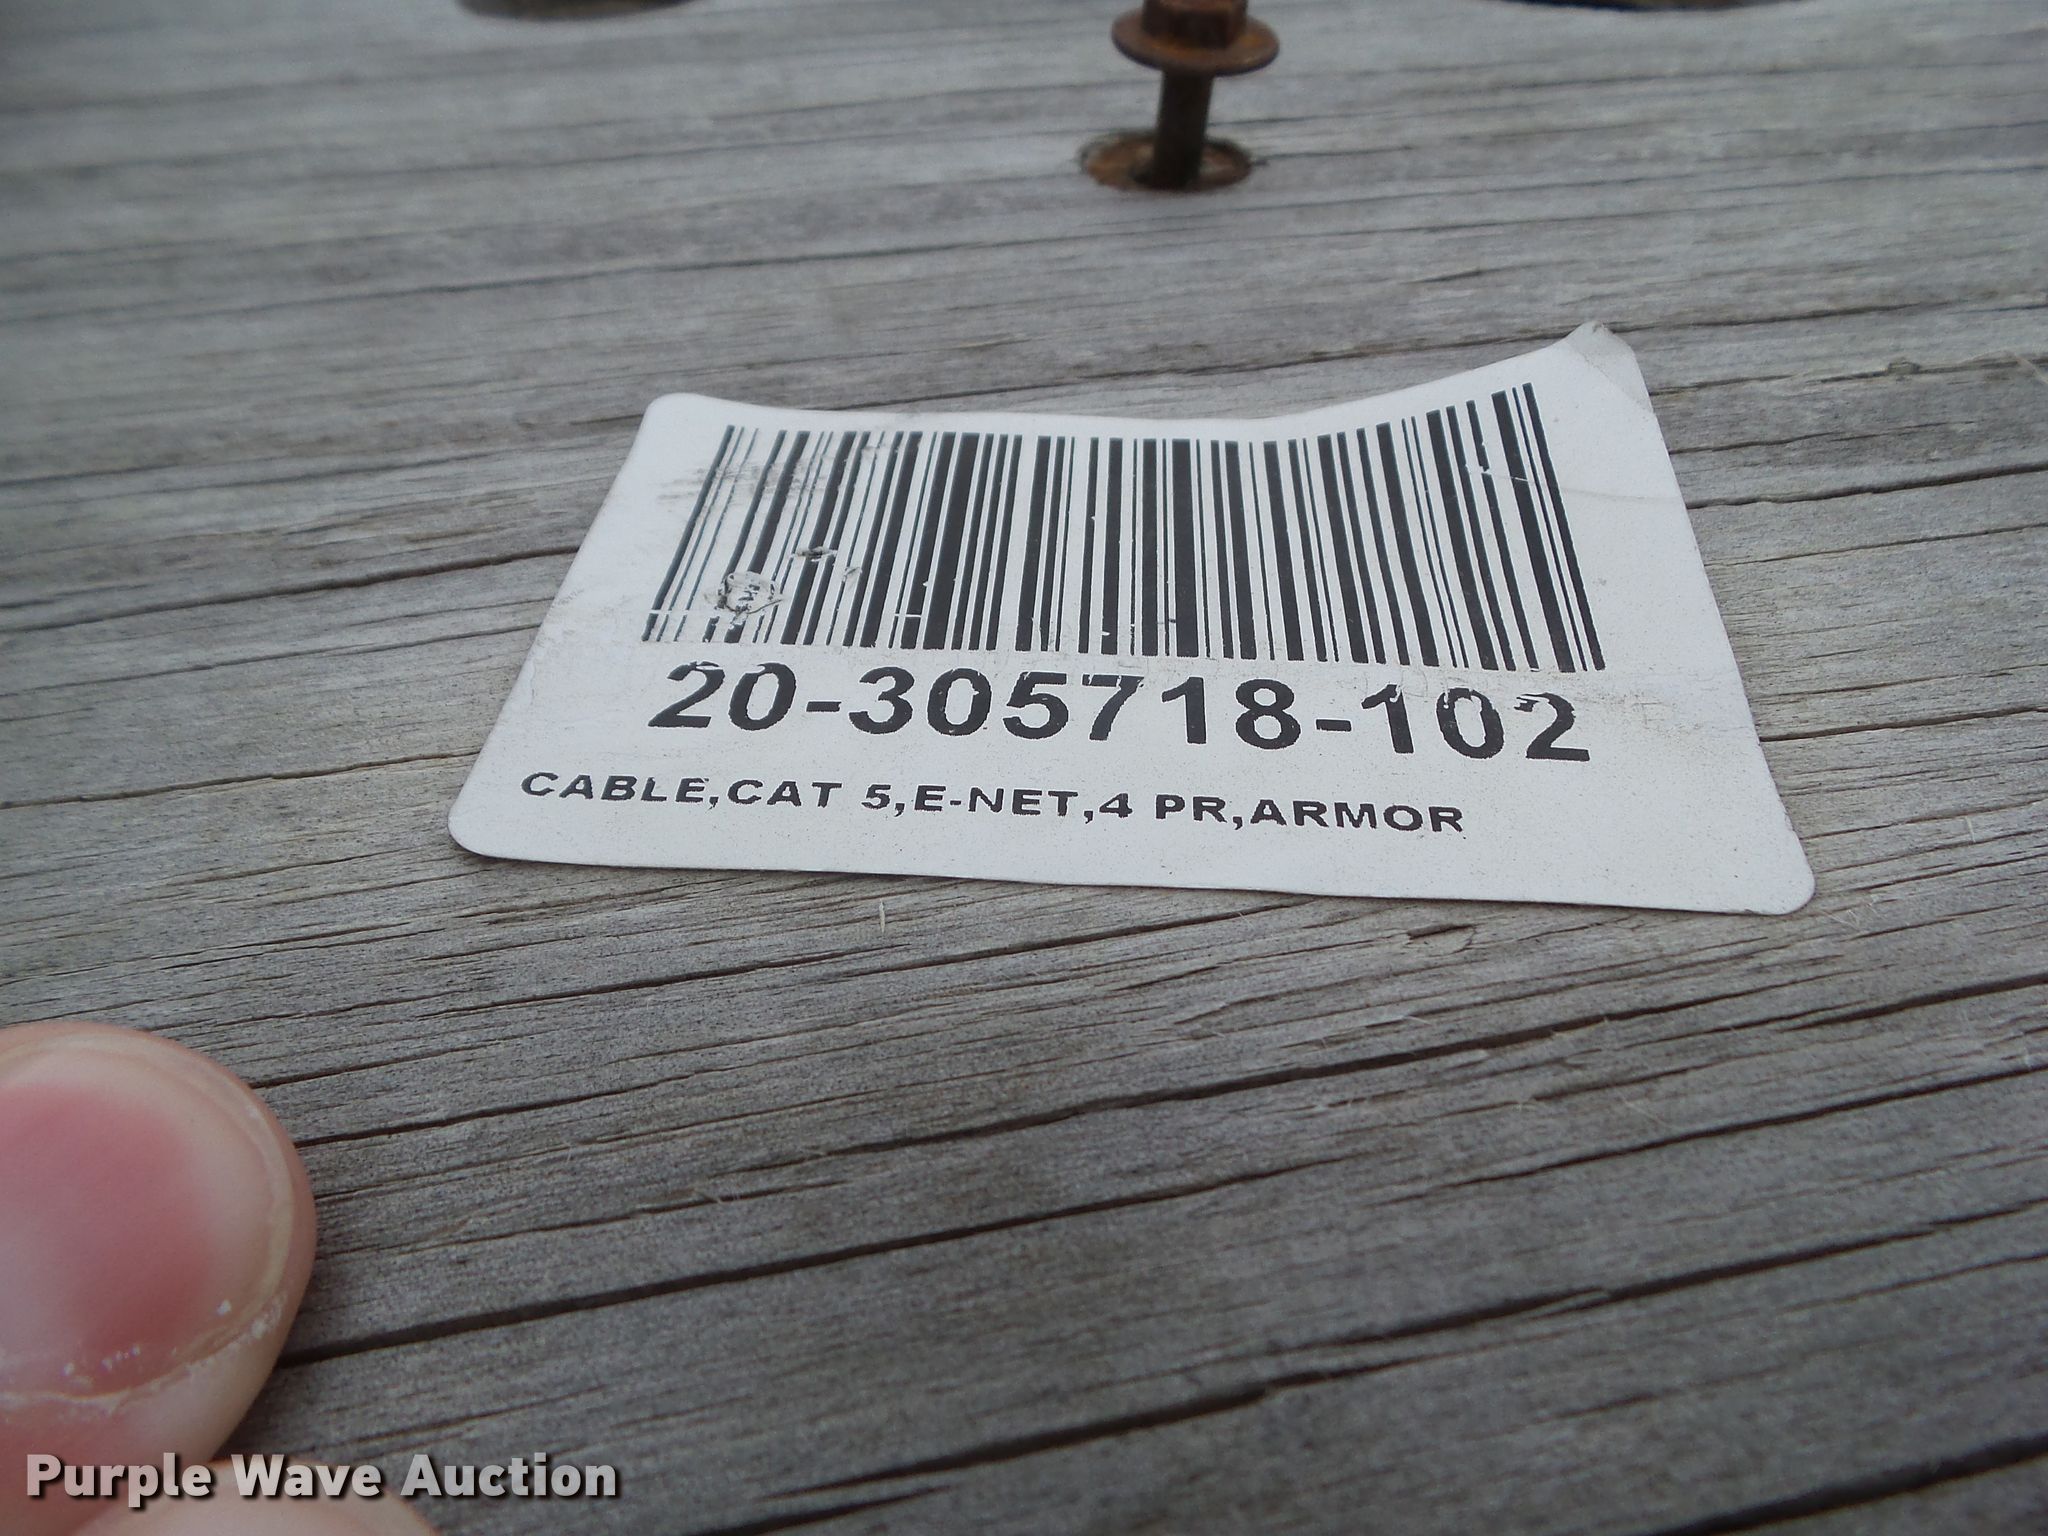 20-305718-102
CABLE,CAT 5,E-NET,4 PR,ARMOR
Purple Wave Auction